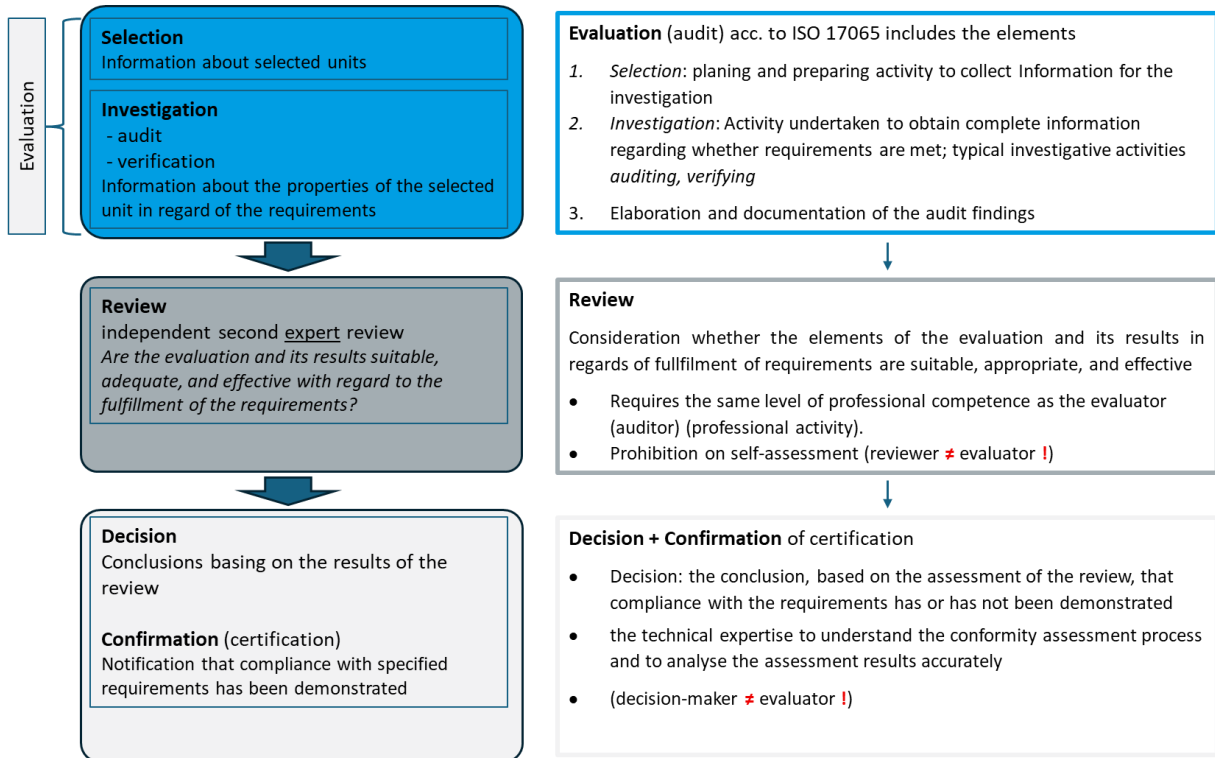 Evaluation
Selection
Information about selected units
Investigation
- audit
- verification
Information about the properties of the selected
unit in regard of the requirements
Review
independent second expert review
Are the evaluation and its results suitable,
adequate, and effective with regard to the
fulfillment of the requirements?
Decision
Conclusions basing on the results of the
review
Confirmation (certification)
Notification that compliance with specified
requirements has been demonstrated
Evaluation (audit) acc. to ISO 17065 includes the elements
1. Selection: planing and preparing activity to collect Information for the
investigation
2. Investigation: Activity undertaken to obtain complete information
regarding whether requirements are met; typical investigative activities
auditing, verifying
3. Elaboration and documentation of the audit findings
Review
Consideration whether the elements of the evaluation and its results in
regards of fullfilment of requirements are suitable, appropriate, and effective
● Requires the same level of professional competence as the evaluator
(auditor) (professional activity).
● Prohibition on self-assessment (reviewer ≠ evaluator !)
Decision + Confirmation of certification
● Decision: the conclusion, based on the assessment of the review, that
compliance with the requirements has or has not been demonstrated
● the technical expertise to understand the conformity assessment process
and to analyse the assessment results accurately
● (decision-maker ≠ evaluator !)